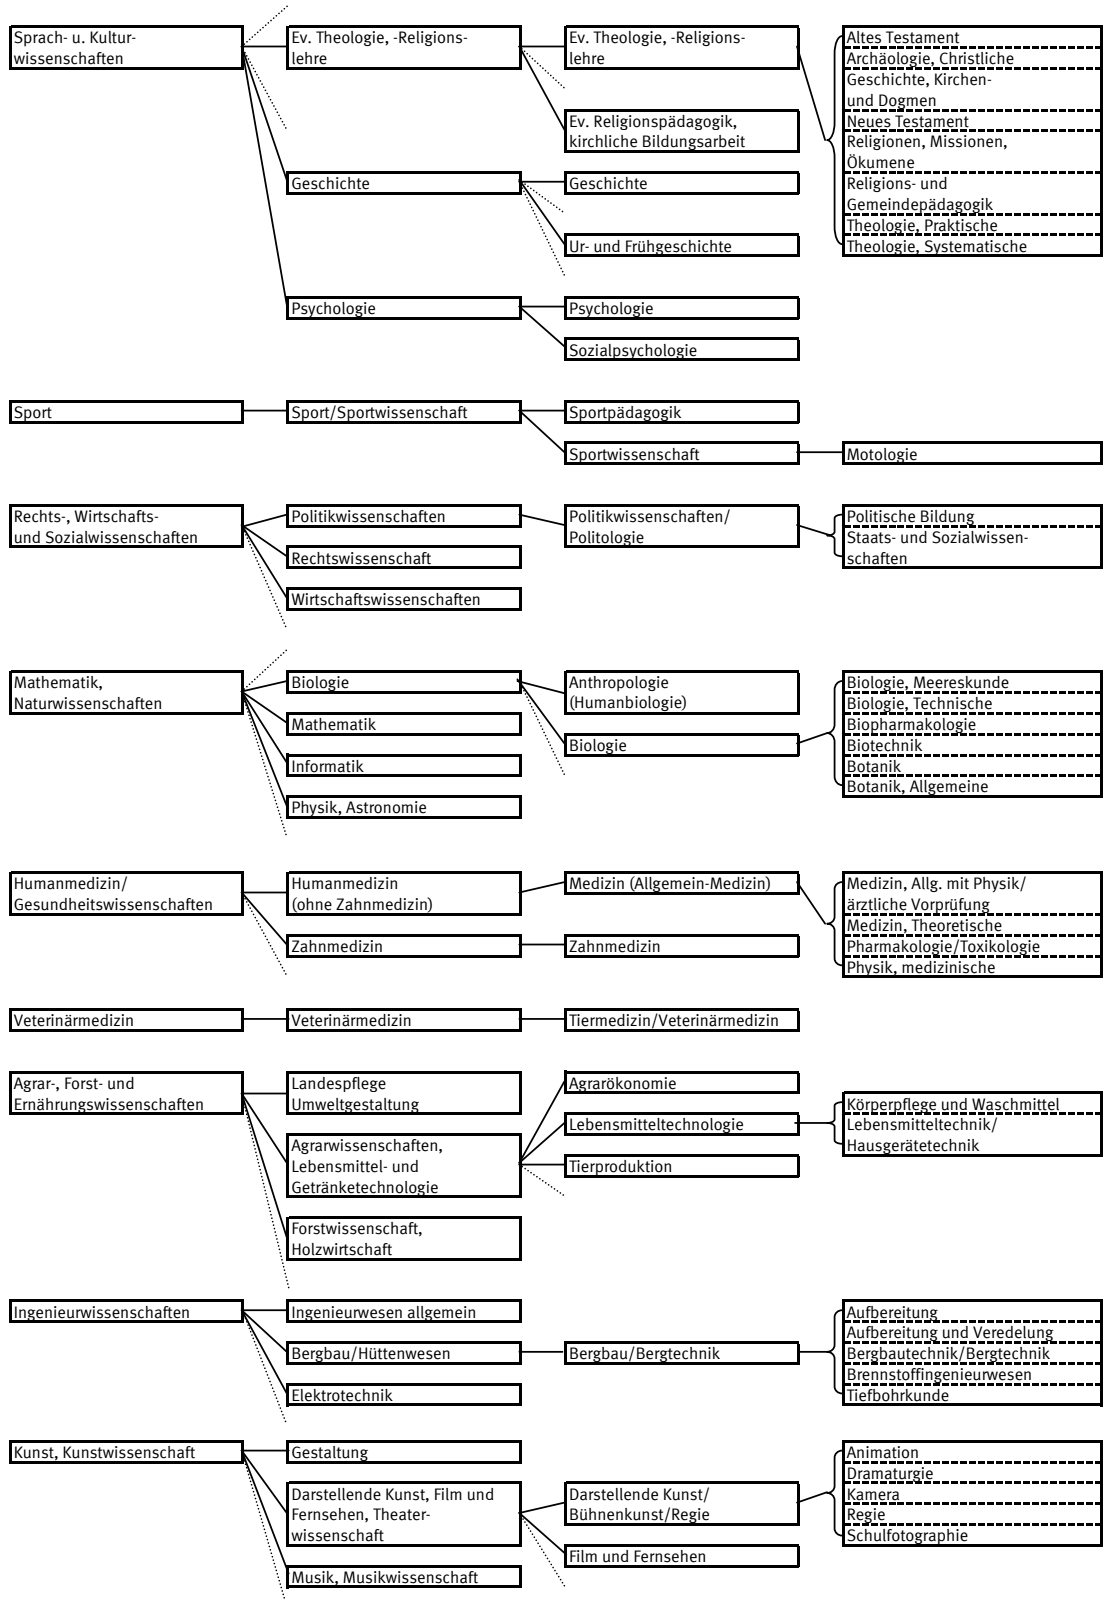 Sprach- u. Kultur-
wissenschaften
Ev. Theologie, -Religions-
lehre
Ev. Theologie, -Religions-
lehre
Altes Testament
Archäologie, Christliche
Geschichte, Kirchen-
und Dogmen
Neues Testament
Religionen, Missionen,
Ökumene
Religions- und
Gemeindepädagogik
Theologie, Praktische
Theologie, Systematische
Ev. Religionspädagogik,
kirchliche Bildungsarbeit
Geschichte
Geschichte
Ur- und Frühgeschichte
Psychologie
Psychologie
Sozialpsychologie
Sport
Sport/Sportwissenschaft
Sportpädagogik
Sportwissenschaft
Motologie
Rechts-, Wirtschafts-
und Sozialwissenschaften
Politikwissenschaften
Politikwissenschaften/
Politologie
Politische Bildung
Staats- und Sozialwissen-
schaften
Rechtswissenschaft
Wirtschaftswissenschaften
Mathematik,
Naturwissenschaften
Biologie
Anthropologie
(Humanbiologie)
Biologie
Biologie, Meereskunde
Biologie, Technische
Biopharmakologie
Biotechnik
Botanik
Botanik, Allgemeine
Mathematik
Informatik
Physik, Astronomie
Humanmedizin/
Gesundheitswissenschaften
Humanmedizin
(ohne Zahnmedizin)
Medizin (Allgemein-Medizin)
Medizin, Allg. mit Physik/
ärztliche Vorprüfung
Medizin, Theoretische
Pharmakologie/Toxikologie
Physik, medizinische
Zahnmedizin
Zahnmedizin
Veterinärmedizin
Veterinärmedizin
Tiermedizin/Veterinärmedizin
Agrar-, Forst- und
Ernährungswissenschaften
Landespflege
Umweltgestaltung
Agrarwissenschaften,
Lebensmittel- und
Getränketechnologie
Agrarökonomie
Lebensmitteltechnologie
Tierproduktion
Körperpflege und Waschmittel
Lebensmitteltechnik/
Hausgerätetechnik
Forstwissenschaft,
Holzwirtschaft
Ingenieurwissenschaften
Ingenieurwesen allgemein
Bergbau/Hüttenwesen
Bergbau/Bergtechnik
Aufbereitung
Aufbereitung und Veredelung
Bergbautechnik/Bergtechnik
Brennstoffingenieurwesen
Tiefbohrkunde
Elektrotechnik
Kunst, Kunstwissenschaft
Gestaltung
Darstellende Kunst, Film und
Fernsehen, Theater-
wissenschaft
Darstellende Kunst/
Bühnenkunst/Regie
Animation
Dramaturgie
Kamera
Regie
Schulfotographie
Film und Fernsehen
Musik, Musikwissenschaft